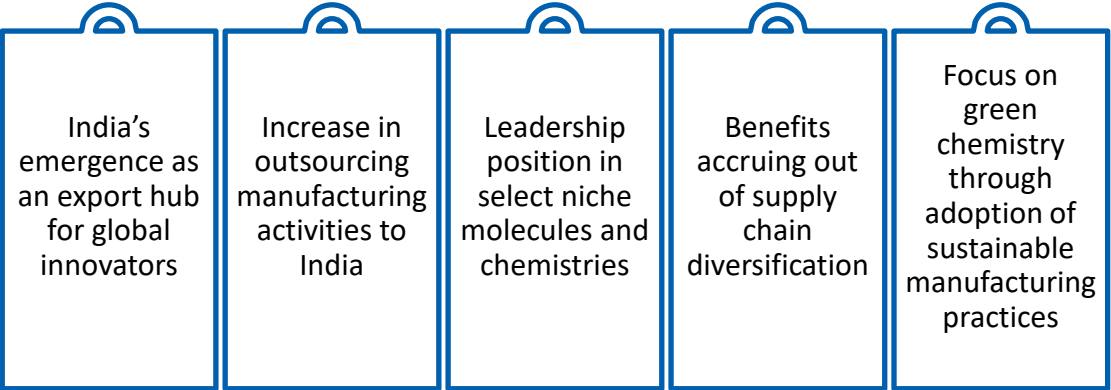 India’s
emergence as
an export hub
for global
innovators
Increase in
outsourcing
manufacturing
activities to
India
Leadership
position in
select niche
molecules and
chemistries
Benefits
accruing out
of supply
chain
diversification
Focus on
green
chemistry
through
adoption of
sustainable
manufacturing
practices